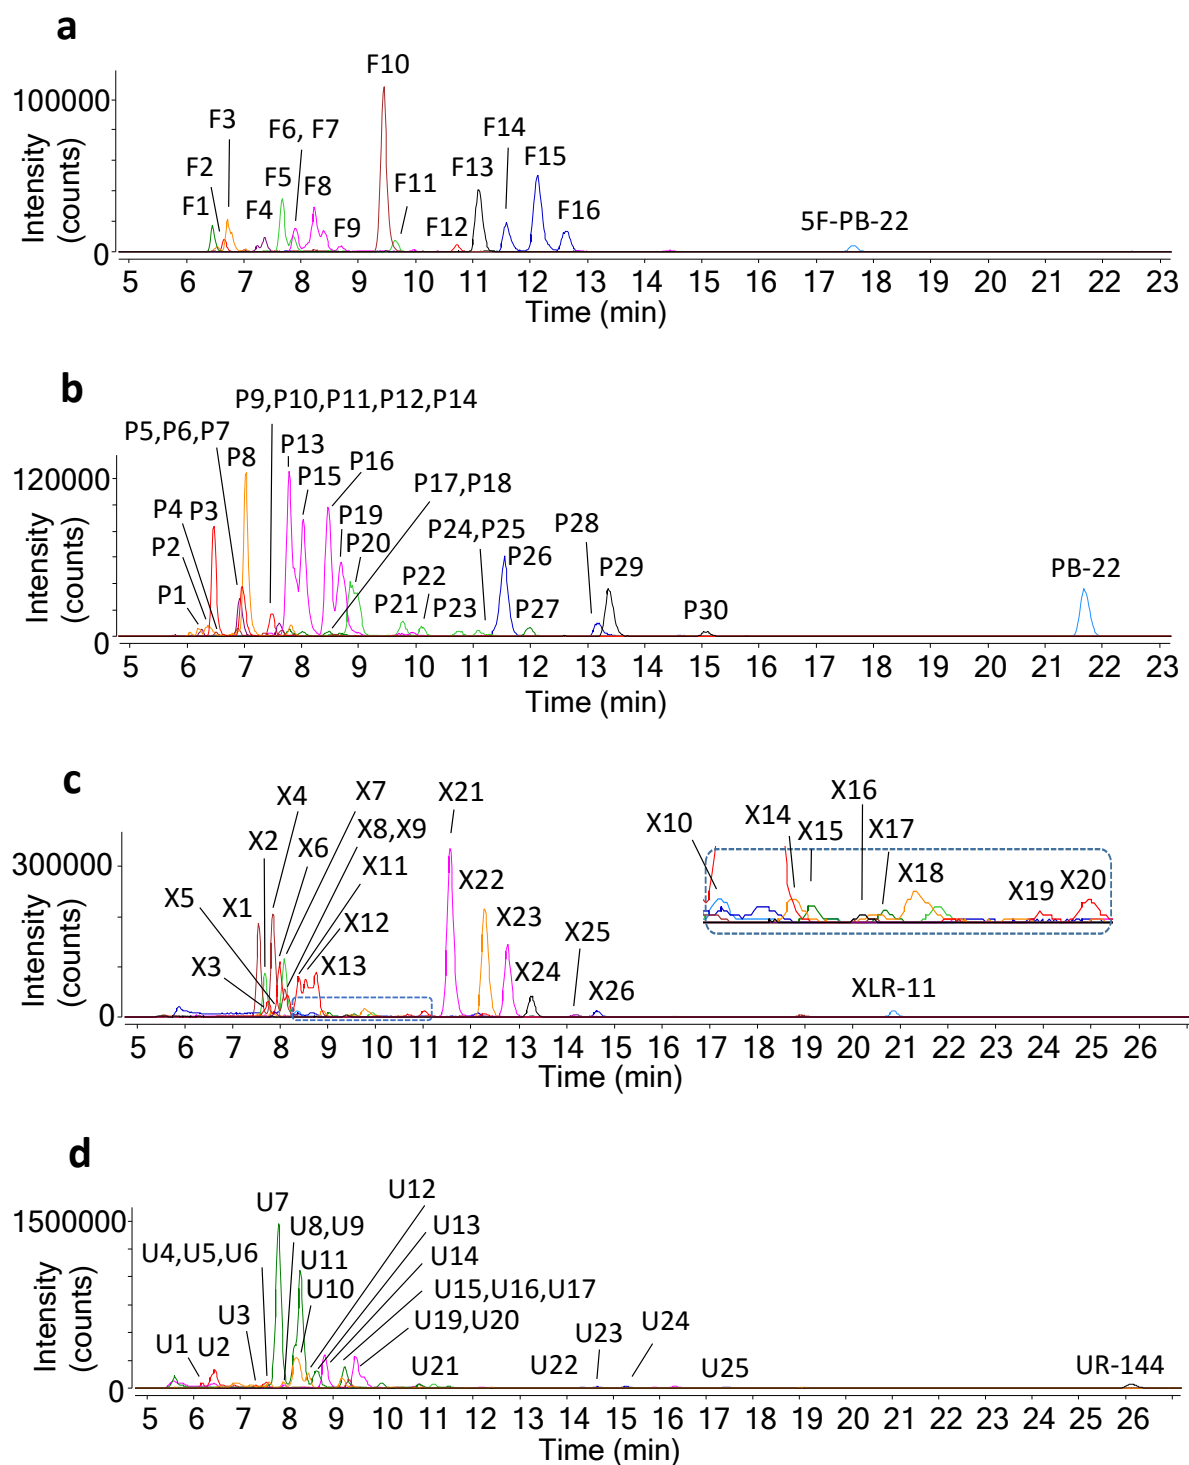 a
Intensity
(counts)
100000
0
F1
F2
F3
F4
F5
F6, F7
F8
F9
F10
F11
F12
F13
F14
F15
F16
5F-PB-22
5 6 7 8 9 10 11 12 13 14 15 16 17 18 19 20 21 22 23
Time (min)
b
Intensity
(counts)
120000
0
P1
P2
P4 P3
P5,P6,P7
P8
P9,P10,P11,P12,P14
P13
P15
P16
P17,P18
P19
P20
P21
P22
P23
P24,P25
P26
P27
P28
P29
P30
PB-22
5 6 7 8 9 10 11 12 13 14 15 16 17 18 19 20 21 22 23
Time (min)
c
Intensity
(counts)
300000
0
X3
X5
X1
X2
X4
X6
X7
X8,X9
X11
X12
X13
X21
X22
X23
X24
X25
X26
XLR-11
X10
X14
X15
X16
X17
X18
X19
X20
5 6 7 8 9 10 11 12 13 14 15 16 17 18 19 20 21 22 23 24 25 26
Time (min)
d
Intensity
(counts)
1500000
0
U1
U2
U3
U4,U5,U6
U7
U8,U9
U11
U10
U12
U13
U14
U15,U16,U17
U19,U20
U21
U22
U23
U24
U25
UR-144
5 6 7 8 9 10 11 12 13 14 15 16 17 18 19 20 21 22 23 24 25 26
Time (min)